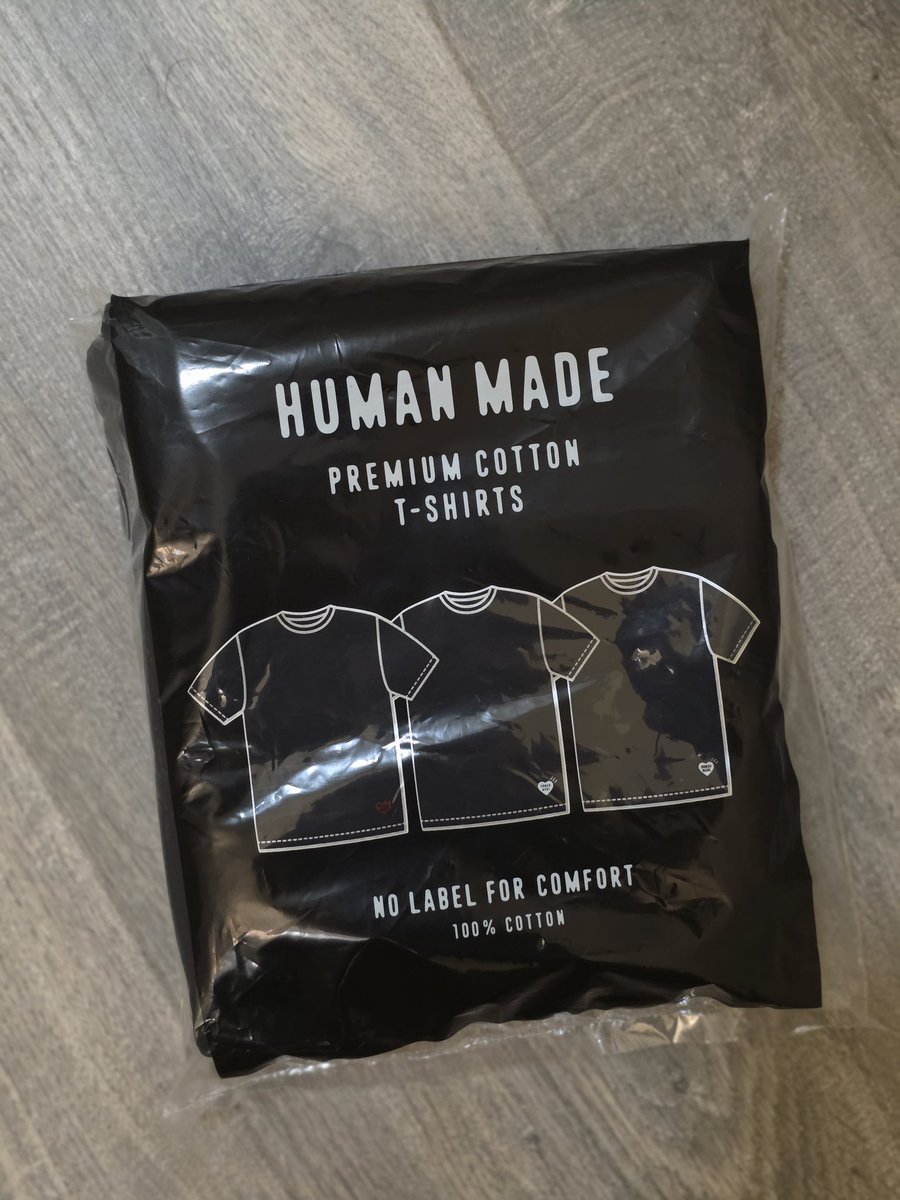 HUMAN MADE
PREMIUM COTTON
T-SHIRTS
NO LABEL FOR COMFORT
100% COTTON